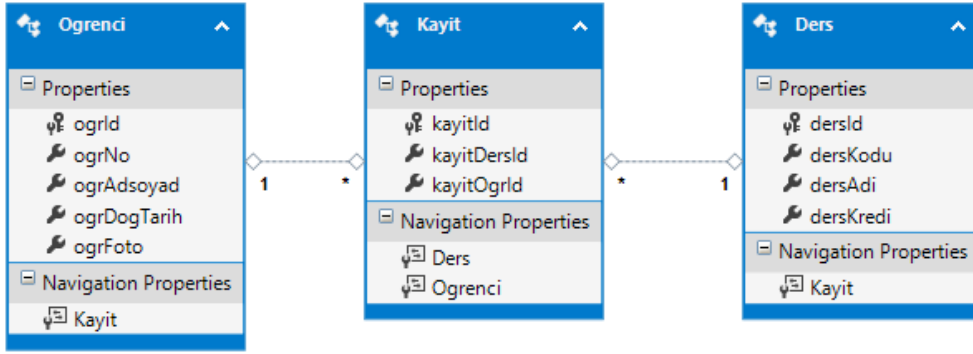 Ogrenci
Properties
ogrId
ogrNo
ogrAdsoyad
ogrDogTarih
ogrFoto
Navigation Properties
Kayit
1
*
Kayit
Properties
kayitId
kayitDersId
kayitOgrId
Navigation Properties
Ders
Ogrenci
*
1
Ders
Properties
dersId
dersKodu
dersAdi
dersKredi
Navigation Properties
Kayit